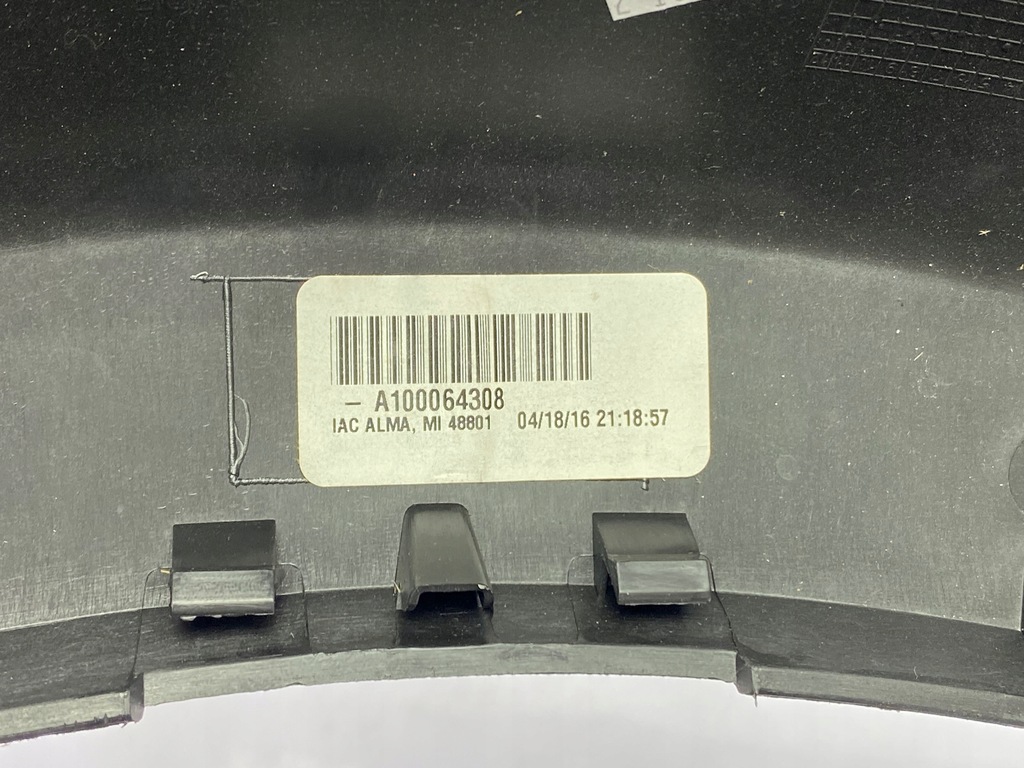 – A100064308
IAC ALMA, MI 48801 04/18/16 21:18:57